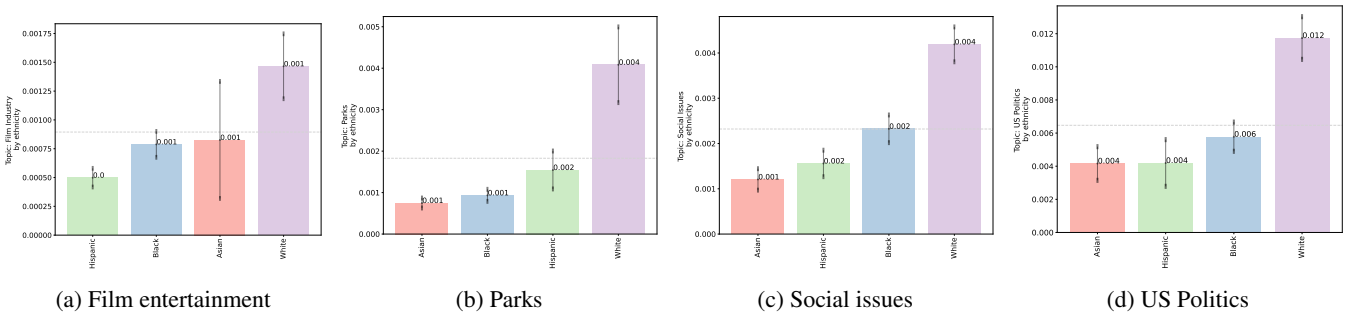 Topic: Film Industry
by ethnicity
0.00175
0.00150
0.00125
0.00100
0.00075
0.00050
0.00025
0.00000
0.0
0.001
0.001
0.001
Hispanic
Black
Asian
White
(a) Film entertainment
Topic: Parks
by ethnicity
0.005
0.004
0.003
0.002
0.001
0.000
0.001
0.001
0.002
0.004
Asian
Black
Hispanic
White
(b) Parks
Topic: Social Issues
by ethnicity
0.004
0.003
0.002
0.001
0.000
0.001
0.002
0.002
0.004
Asian
Hispanic
Black
White
(c) Social issues
Topic: US Politics
by ethnicity
0.012
0.010
0.008
0.006
0.004
0.002
0.000
0.004
0.004
0.006
0.012
Asian
Hispanic
Black
White
(d) US Politics